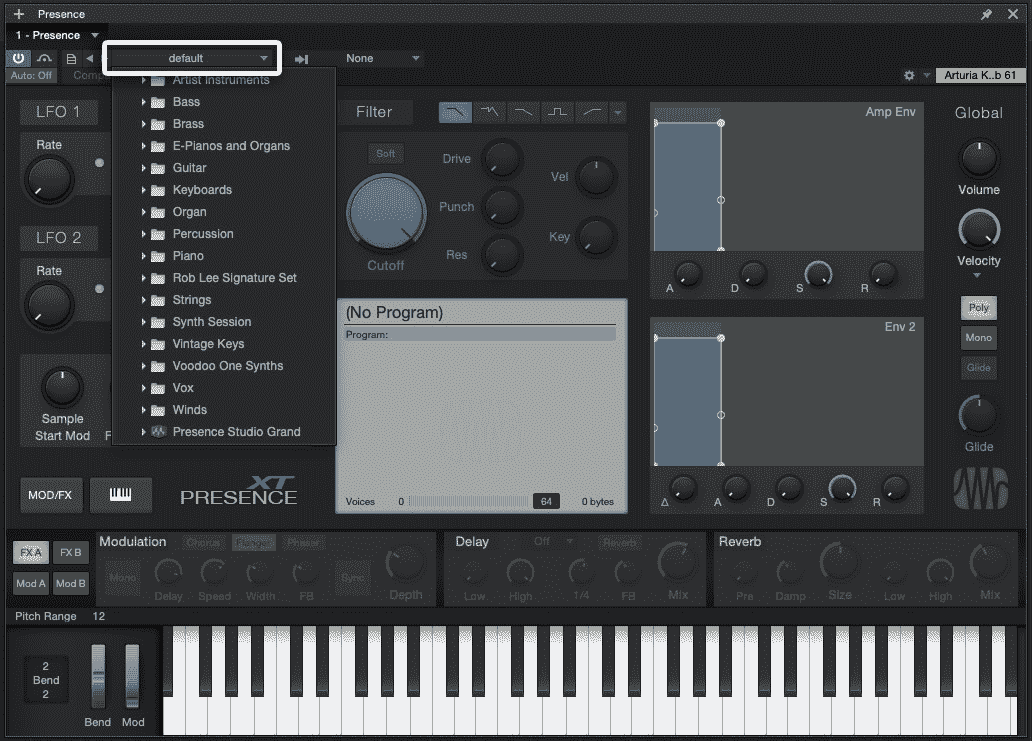 Presence
1 - Presence
default
None
Auto: Off
Arturia K..b 61
Artist Instruments
Bass
Brass
E-Pianos and Organs
Guitar
Keyboards
Organ
Percussion
Piano
Rob Lee Signature Set
Strings
Synth Session
Vintage Keys
Voodoo One Synths
Vox
Winds
Presence Studio Grand
LFO 1
Rate
LFO 2
Rate
Sample
Start Mod
Filter
Soft
Cutoff
Drive
Punch
Res
Vel
Key
Amp Env
A D S R
Env 2
Δ A D S R
Global
Volume
Velocity
Poly
Mono
Glide
Glide
(No Program)
Program:
Voices 0 64 0 bytes
MOD/FX
XT
PRESENCE
FX A FX B
Mod A Mod B
Modulation Chorus Flanger Phaser
Mono Delay Speed Width FB Sync Depth
Delay Off Reverb
Low High 1/4 FB Mix
Reverb
Pre Damp Size Low High Mix
Pitch Range 12
2
Bend
2
Bend Mod